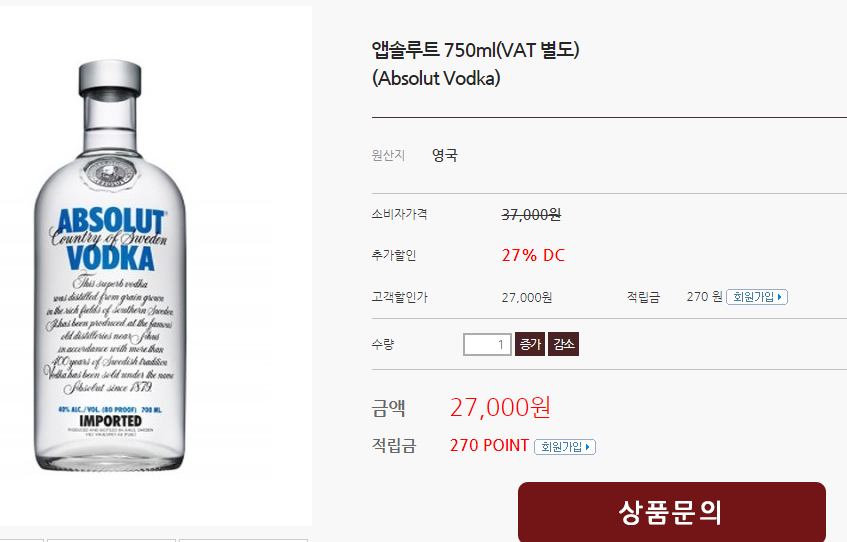 앱솔루트 750ml(VAT 별도)
(Absolut Vodka)
원산지 영국
소비자가격 37,000원
추가할인 27% DC
고객할인가 27,000원 적립금 270 원 회원가입
수량 1 증가 감소
금액 27,000원
적립금 270 POINT 회원가입
상품문의
ABSOLUT
Country of Sweden
VODKA
This superb vodka
was distilled from grain grown
in the rich fields of southern Sweden.
It has been produced at the famous
old distilleries near Åhus
in accordance with more than
400 years of Swedish tradition.
Vodka has been sold under the name
Absolut since 1879.
40% ALC./VOL. (80 PROOF) 700 ML.
IMPORTED